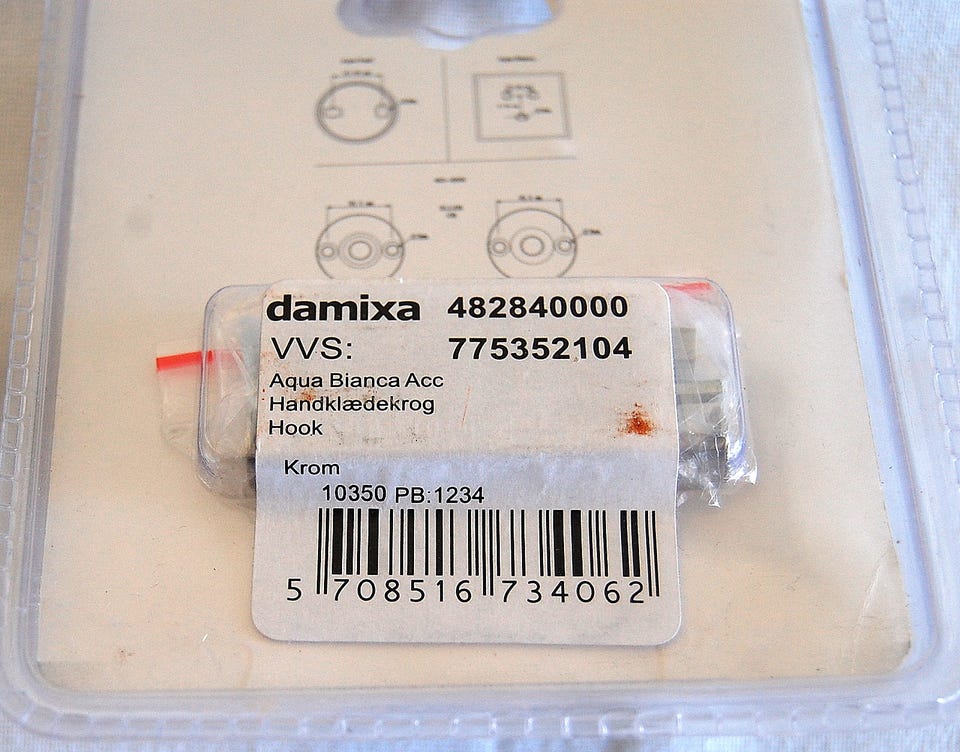 damixa 482840000
VVS: 775352104
Aqua Bianca Acc
Handklædekrog
Hook
Krom
10350 PB:1234
5 708516 734062